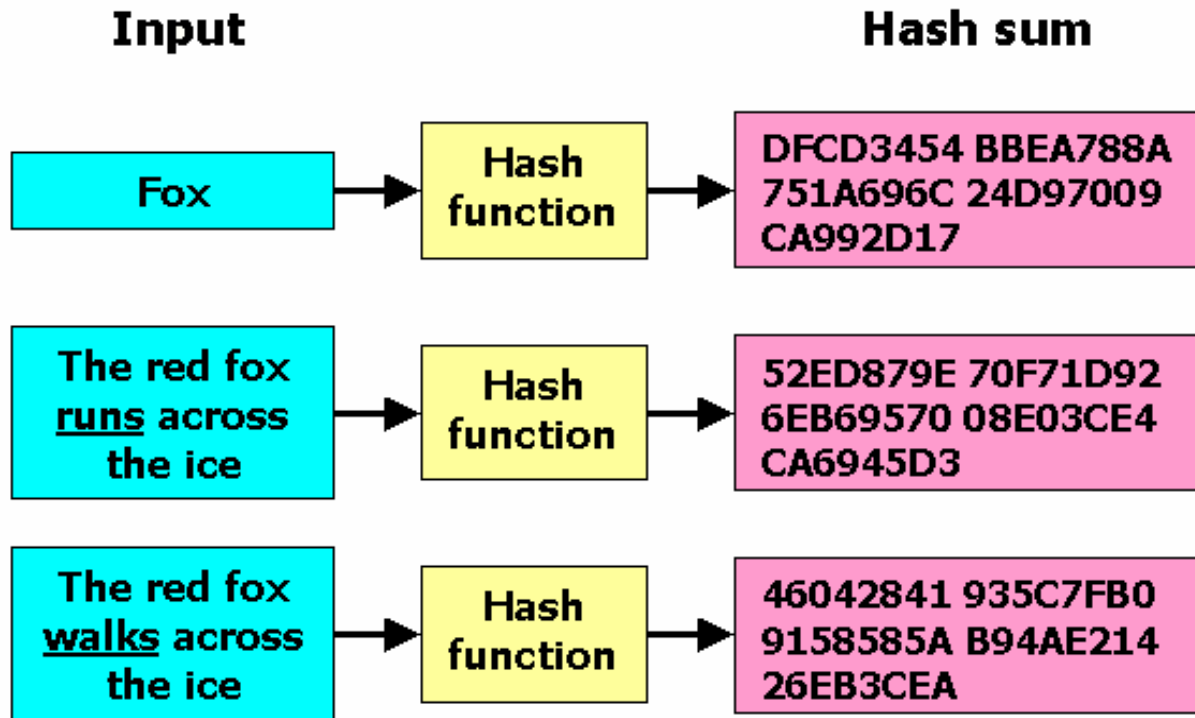 Input
Hash sum
Fox
Hash
function
DFCD3454 BBEA788A
751A696C 24D97009
CA992D17
The red fox
runs across
the ice
Hash
function
52ED879E 70F71D92
6EB69570 08E03CE4
CA6945D3
The red fox
walks across
the ice
Hash
function
46042841 935C7FB0
9158585A B94AE214
26EB3CEA